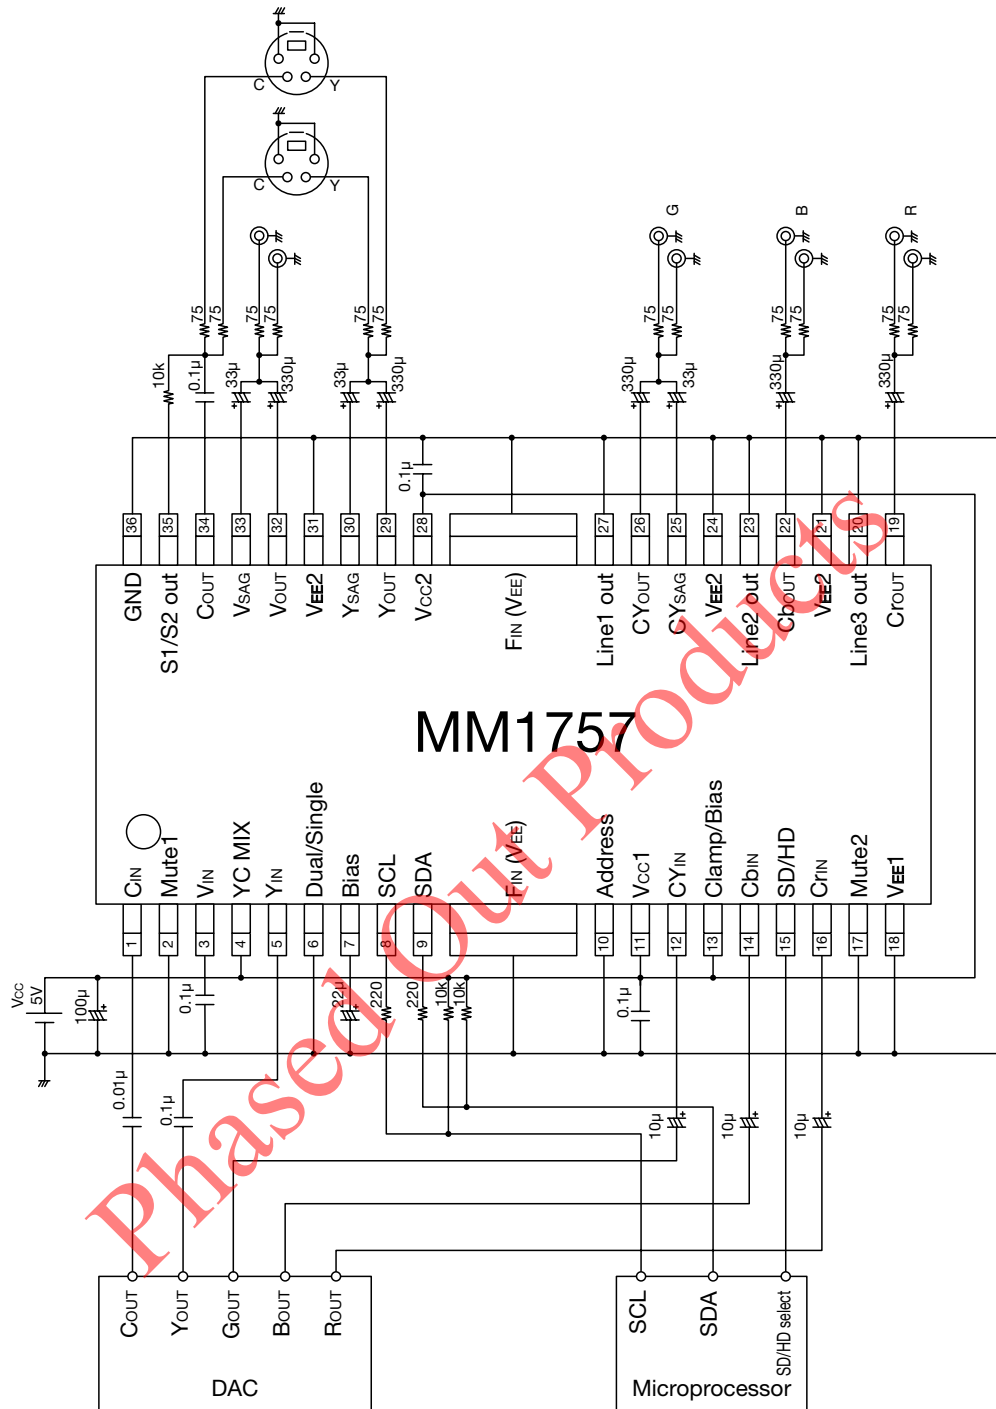 C
Y
C
Y
G
B
R
75
75
75
75
75
75
75
75
75
75
75
75
10k
0.1µ
33µ
330µ
33µ
330µ
0.1µ
330µ
33µ
330µ
330µ
36
35
34
33
32
31
30
29
28
27
26
25
24
23
22
21
20
19
GND
S1/S2 out
COUT
VSAG
VOUT
VEE2
YSAG
YOUT
VCC2
FIN (VEE)
Line1 out
CYOUT
CYSAG
VEE2
Line2 out
CbOUT
VEE2
Line3 out
CrOUT
MM1757
CIN
Mute1
VIN
YC MIX
YIN
Dual/Single
Bias
SCL
SDA
FIN (VEE)
Address
VCC1
CYIN
Clamp/Bias
CbIN
SD/HD
CrIN
Mute2
VEE1
1
2
3
4
5
6
7
8
9
10
11
12
13
14
15
16
17
18
VCC
5V
100µ
0.1µ
22µ
220
220
10k
10k
0.1µ
0.01µ
0.1µ
10µ
10µ
10µ
COUT
YOUT
GOUT
BOUT
ROUT
DAC
SCL
SDA
SD/HD select
Microprocessor
Phased Out Products